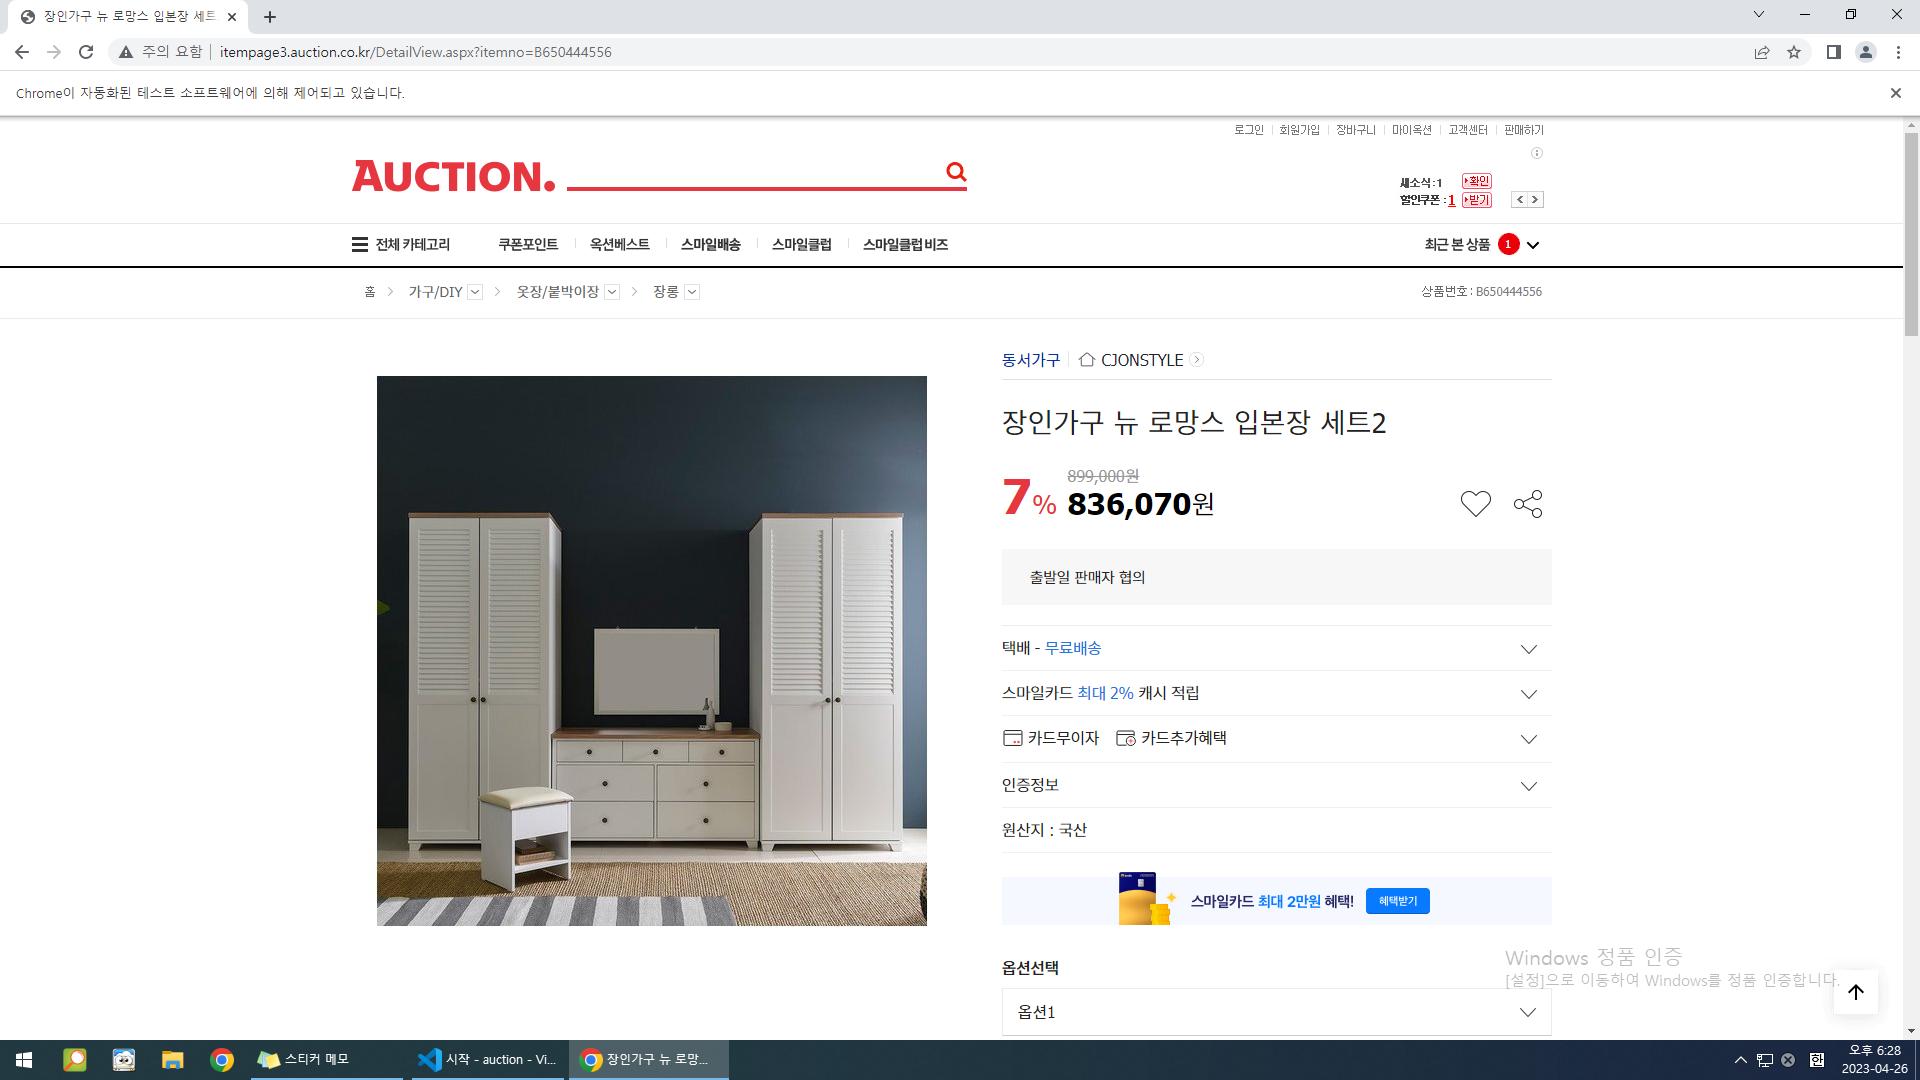 장인가구 뉴 로망스 입본장 세트
주의 요함 | itempage3.auction.co.kr/DetailView.aspx?itemno=B650444556
Chrome이 자동화된 테스트 소프트웨어에 의해 제어되고 있습니다.
로그인 회원가입 장바구니 마이옥션 고객센터 판매하기
AUCTION.
새소식 : 1 확인
할인쿠폰 : 1 받기
전체 카테고리 쿠폰포인트 옥션베스트 스마일배송 스마일클럽 스마일클럽 비즈 최근 본 상품 1
홈 > 가구/DIY > 옷장/붙박이장 > 장롱 상품번호 : B650444556
동서가구 CJONSTYLE
장인가구 뉴 로망스 입본장 세트2
899,000원
7% 836,070원
출발일 판매자 협의
택배 - 무료배송
스마일카드 최대 2% 캐시 적립
카드무이자 카드추가혜택
인증정보
원산지 : 국산
스마일카드 최대 2만원 혜택! 혜택받기
옵션선택
옵션1
Windows 정품 인증
[설정]으로 이동하여 Windows를 정품 인증합니다.
스티커 메모 시작 - auction - Vi... 장인가구 뉴 로망... 한 오후 6:28
2023-04-26